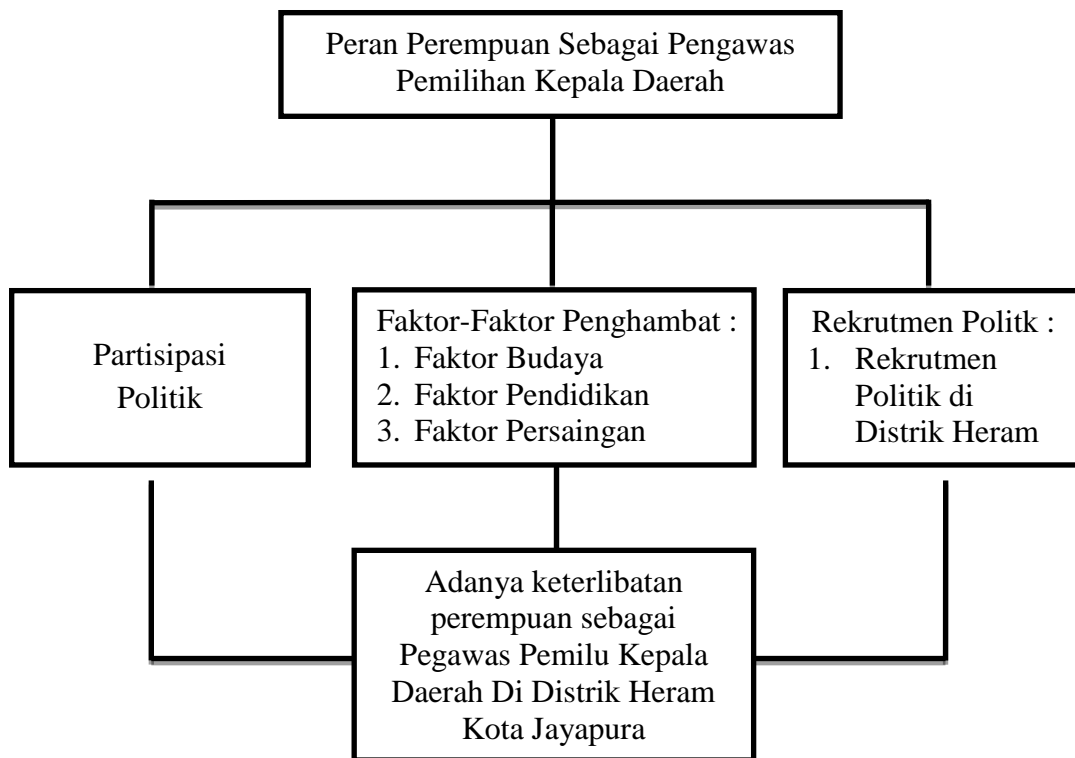 Peran Perempuan Sebagai Pengawas
Pemilihan Kepala Daerah
Partisipasi
Politik
Faktor-Faktor Penghambat :
1. Faktor Budaya
2. Faktor Pendidikan
3. Faktor Persaingan
Rekrutmen Politk :
1. Rekrutmen
Politik di
Distrik Heram
Adanya keterlibatan
perempuan sebagai
Pegawas Pemilu Kepala
Daerah Di Distrik Heram
Kota Jayapura